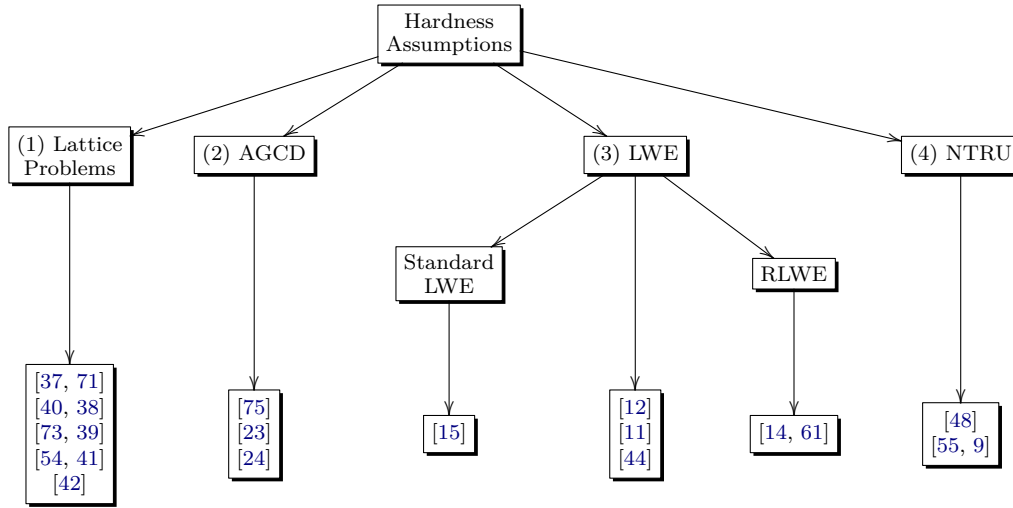 Hardness
Assumptions
(1) Lattice
Problems
(2) AGCD
(3) LWE
(4) NTRU
Standard
LWE
RLWE
[37, 71]
[40, 38]
[73, 39]
[54, 41]
[42]
[75]
[23]
[24]
[15]
[12]
[11]
[44]
[14, 61]
[48]
[55, 9]